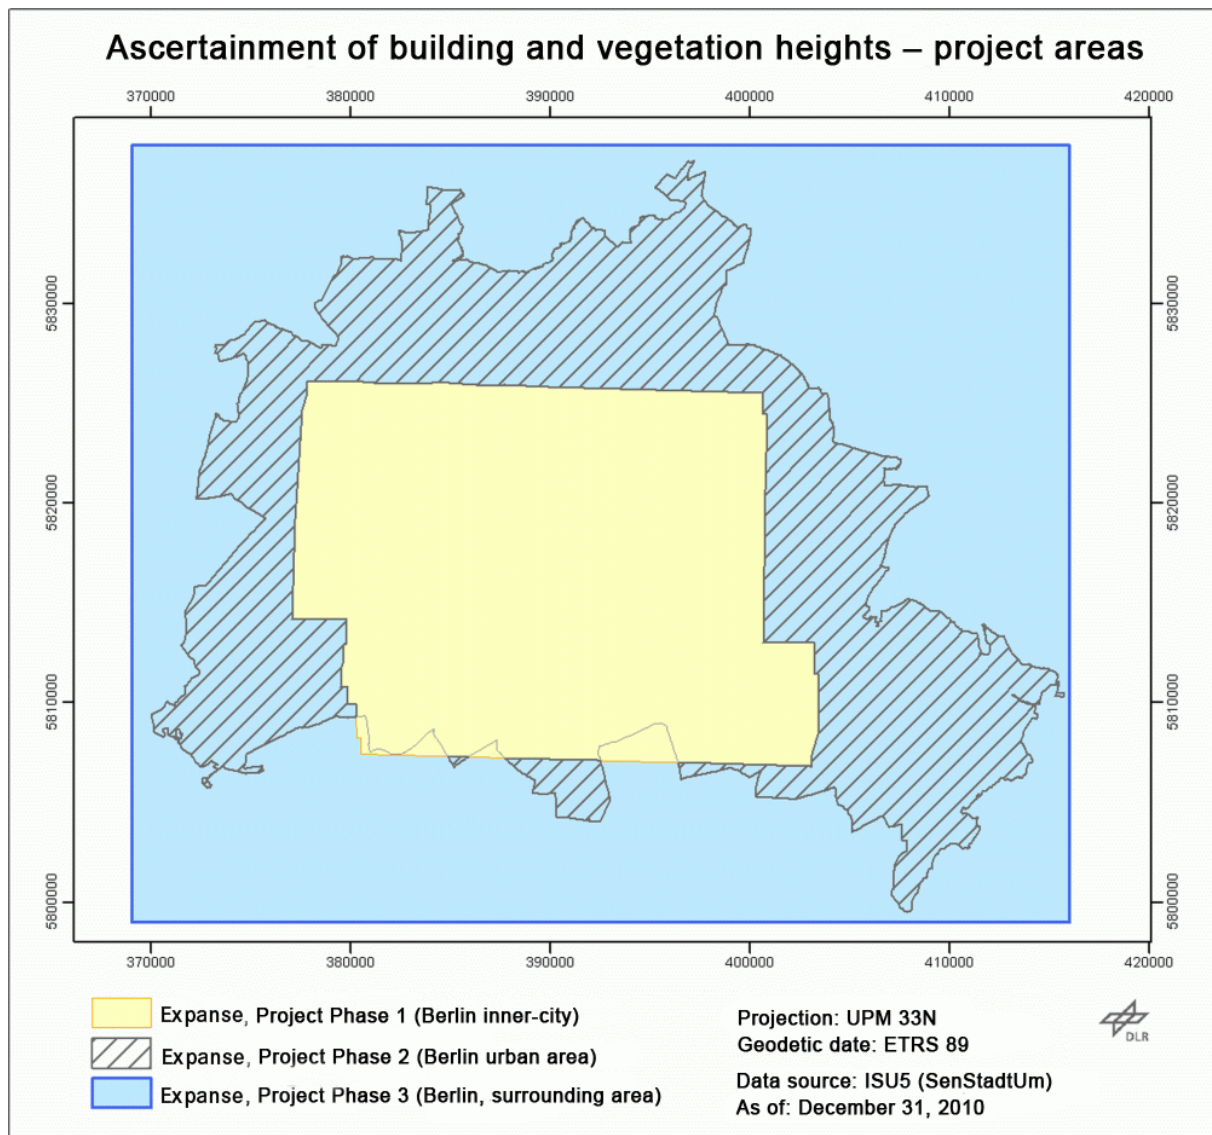 Ascertainment of building and vegetation heights – project areas
370000 380000 390000 400000 410000 420000
5830000 5830000
5820000 5820000
5810000 5810000
5800000 5800000
370000 380000 390000 400000 410000 420000
Expanse, Project Phase 1 (Berlin inner-city)
Expanse, Project Phase 2 (Berlin urban area)
Expanse, Project Phase 3 (Berlin, surrounding area)
Projection: UPM 33N
Geodetic date: ETRS 89
Data source: ISU5 (SenStadtUm)
As of: December 31, 2010
DLR